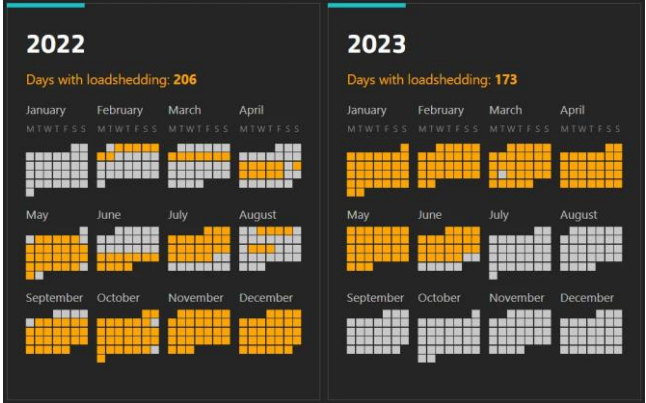 2022
Days with loadshedding: 206
January February March April
M T W T F S S M T W T F S S M T W T F S S M T W T F S S
May June July August
September October November December
2023
Days with loadshedding: 173
January February March April
M T W T F S S M T W T F S S M T W T F S S M T W T F S S
May June July August
September October November December